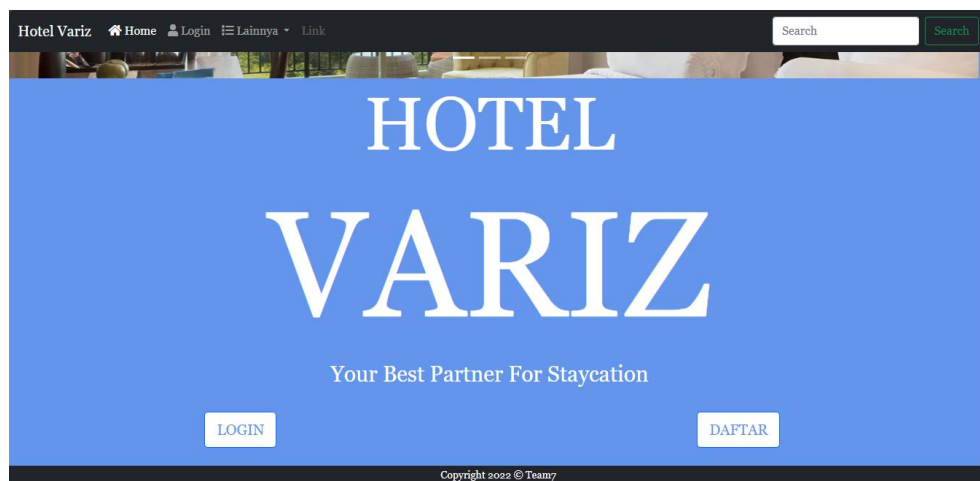 Hotel Variz Home Login Lainnya Link Search Search
HOTEL
VARIZ
Your Best Partner For Staycation
LOGIN DAFTAR
Copyright 2022 © Team7